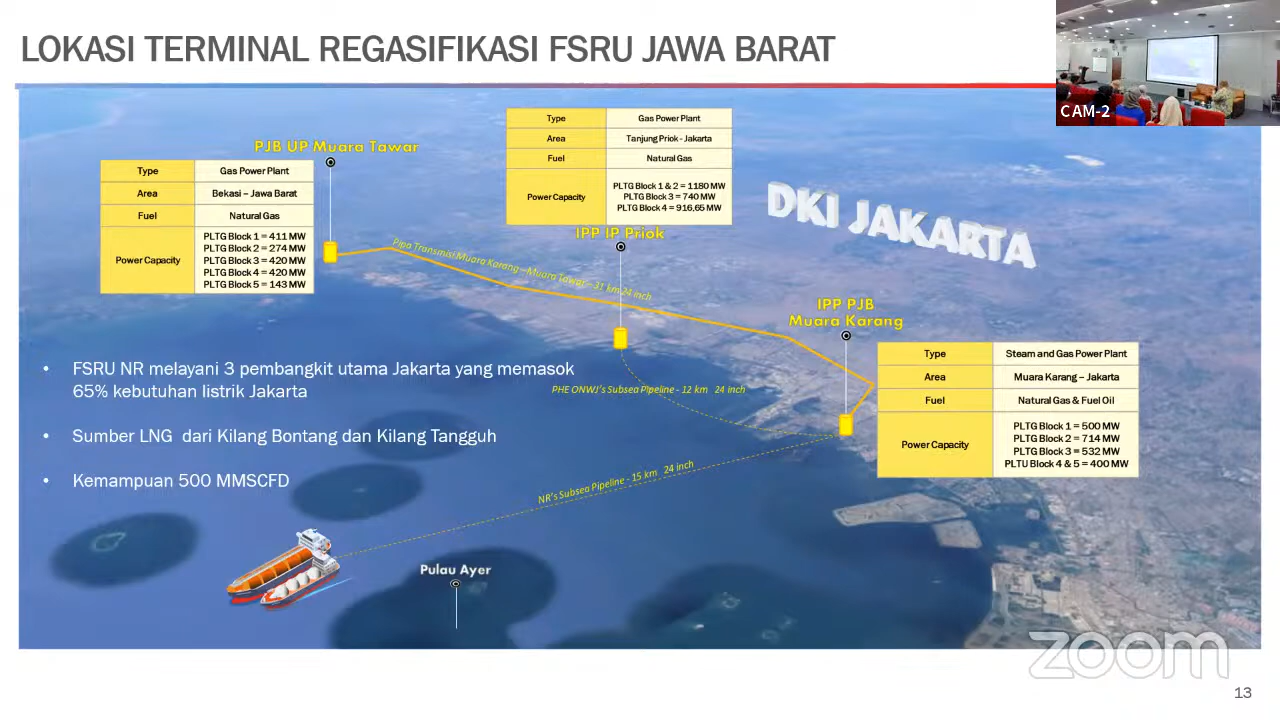 LOKASI TERMINAL REGASIFIKASI FSRU JAWA BARAT
CAM-2
PJB UP Muara Tawar
Type Gas Power Plant
Area Bekasi – Jawa Barat
Fuel Natural Gas
Power Capacity
PLTG Block 1 = 411 MW
PLTG Block 2 = 274 MW
PLTG Block 3 = 420 MW
PLTG Block 4 = 420 MW
PLTG Block 5 = 143 MW
Type Gas Power Plant
Area Tanjung Priok - Jakarta
Fuel Natural Gas
Power Capacity
PLTG Block 1 & 2 = 1180 MW
PLTG Block 3 = 740 MW
PLTG Block 4 = 916,65 MW
IPP IP Priok
DKI JAKARTA
Pipa Transmisi Muara Karang – Muara Tawar – 31 km 24 inch
IPP PJB
Muara Karang
Type Steam and Gas Power Plant
Area Muara Karang – Jakarta
Fuel Natural Gas & Fuel Oil
Power Capacity
PLTG Block 1 = 500 MW
PLTG Block 2 = 714 MW
PLTG Block 3 = 532 MW
PLTU Block 4 & 5 = 400 MW
• FSRU NR melayani 3 pembangkit utama Jakarta yang memasok
65% kebutuhan listrik Jakarta
• Sumber LNG dari Kilang Bontang dan Kilang Tangguh
• Kemampuan 500 MMSCFD
PHE ONWJ's Subsea Pipeline - 12 km 24 inch
NR's Subsea Pipeline - 15 km 24 inch
Pulau Ayer
zoom
13